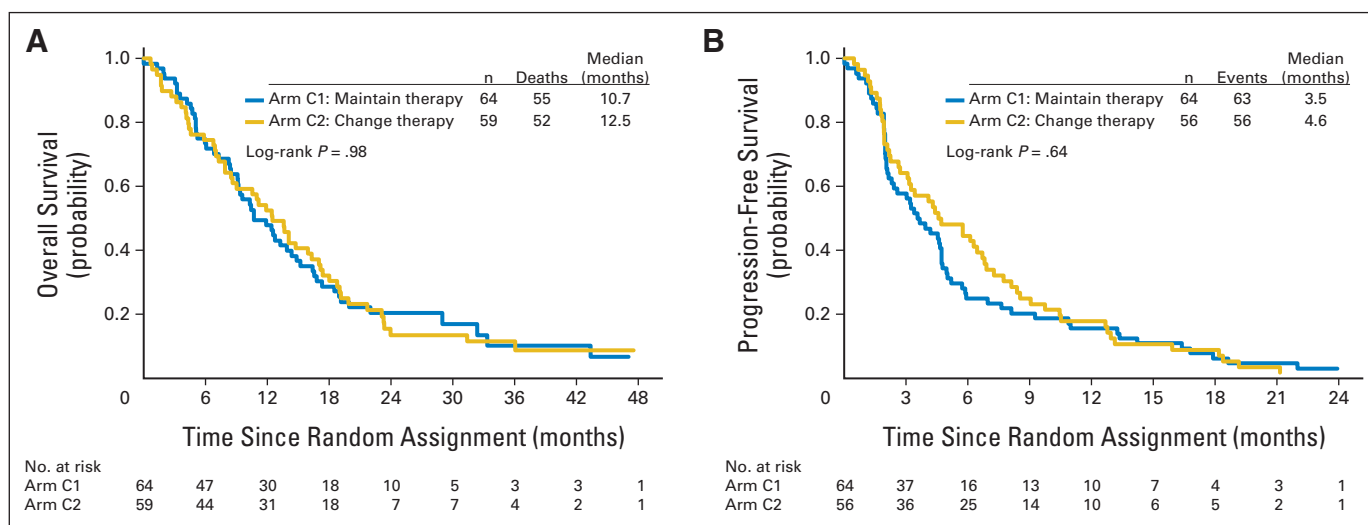 A
Overall Survival
(probability)
1.0
0.8
0.6
0.4
0.2
0 6 12 18 24 30 36 42 48
Time Since Random Assignment (months)
n Deaths Median (months)
Arm C1: Maintain therapy 64 55 10.7
Arm C2: Change therapy 59 52 12.5
Log-rank P = .98
No. at risk
Arm C1 64 47 30 18 10 5 3 3 1
Arm C2 59 44 31 18 7 7 4 2 1
B
Progression-Free Survival
(probability)
1.0
0.8
0.6
0.4
0.2
0 3 6 9 12 15 18 21 24
Time Since Random Assignment (months)
n Events Median (months)
Arm C1: Maintain therapy 64 63 3.5
Arm C2: Change therapy 56 56 4.6
Log-rank P = .64
No. at risk
Arm C1 64 37 16 13 10 7 4 3 1
Arm C2 56 36 25 14 10 6 5 2 1